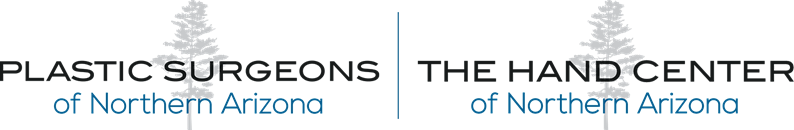 PLASTIC SURGEONS
of Northern Arizona
THE HAND CENTER
of Northern Arizona